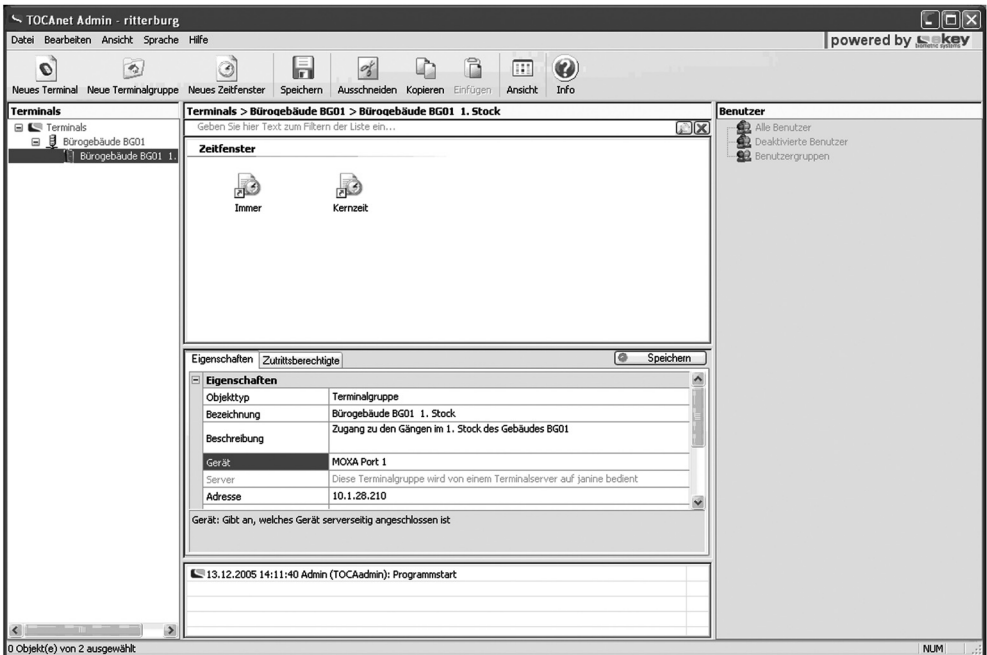 TOCAnet Admin - ritterburg
Datei Bearbeiten Ansicht Sprache Hilfe
powered by ekey
biometric systems
Neues Terminal Neue Terminalgruppe Neues Zeitfenster Speichern Ausschneiden Kopieren Einfügen Ansicht Info
Terminals
Terminals
Bürogebäude BG01
Bürogebäude BG01 1.
Terminals > Bürogebäude BG01 > Bürogebäude BG01 1. Stock
Geben Sie hier Text zum Filtern der Liste ein...
Zeitfenster
Immer
Kernzeit
Eigenschaften Zutrittsberechtigte
Speichern
Eigenschaften
Objekttyp Terminalgruppe
Bezeichnung Bürogebäude BG01 1. Stock
Beschreibung Zugang zu den Gängen im 1. Stock des Gebäudes BG01
Gerät MOXA Port 1
Server Diese Terminalgruppe wird von einem Terminalserver auf janine bedient
Adresse 10.1.28.210
Gerät: Gibt an, welches Gerät serverseitig angeschlossen ist
13.12.2005 14:11:40 Admin (TOCAadmin): Programmstart
Benutzer
Alle Benutzer
Deaktivierte Benutzer
Benutzergruppen
0 Objekt(e) von 2 ausgewählt
NUM